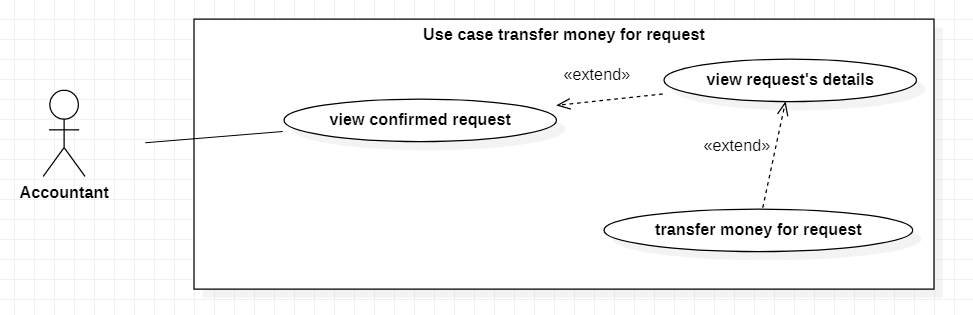 Use case transfer money for request
«extend»
view request's details
view confirmed request
«extend»
Accountant
transfer money for request